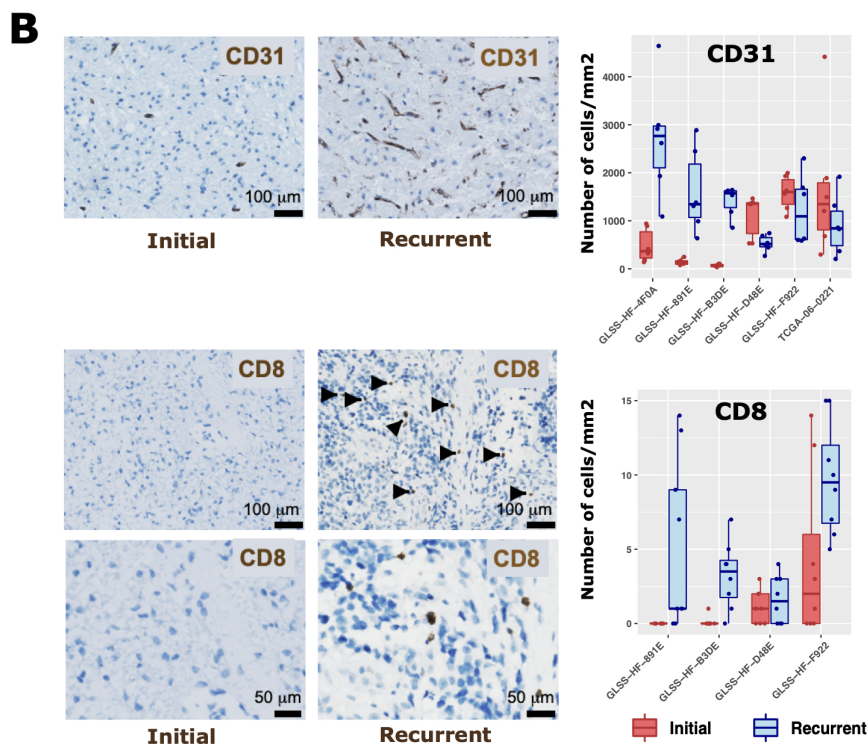 B
CD31
CD31
100 μm
100 μm
Initial
Recurrent
CD31
Number of cells/mm2
4000
3000
2000
1000
0
GLSS-HF-4F0A
GLSS-HF-891E
GLSS-HF-B3DE
GLSS-HF-D48E
GLSS-HF-F922
TCGA-06-0221
CD8
CD8
100 μm
100 μm
CD8
CD8
50 μm
50 μm
Initial
Recurrent
CD8
Number of cells/mm2
15
10
5
0
GLSS-HF-891E
GLSS-HF-B3DE
GLSS-HF-D48E
GLSS-HF-F922
Initial
Recurrent